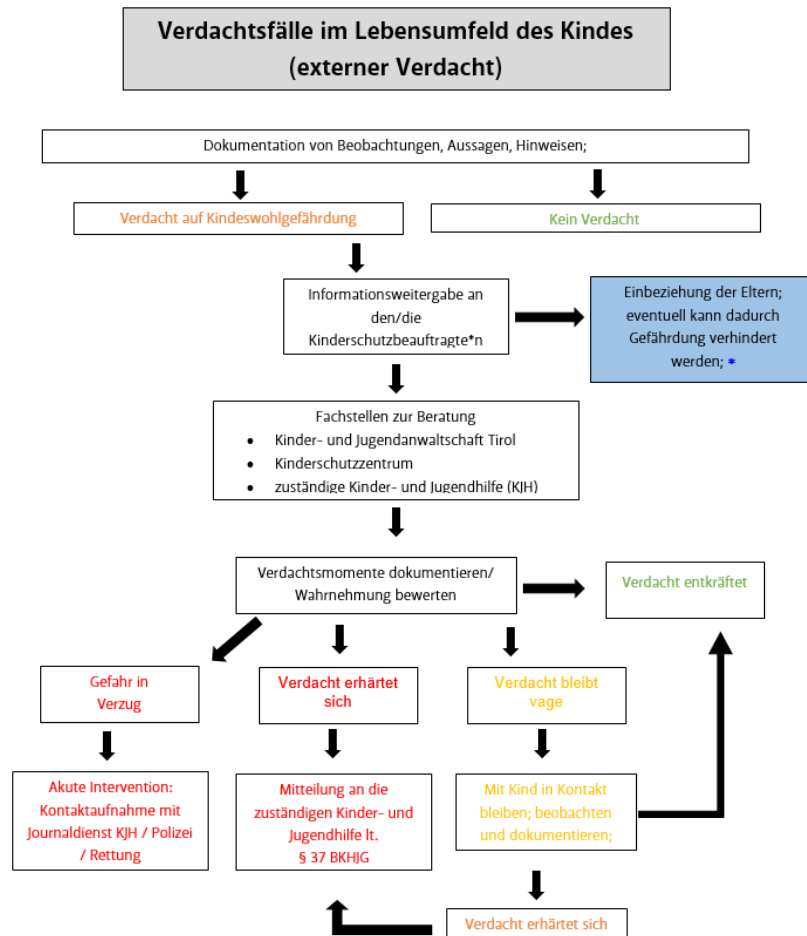 Verdachtsfälle im Lebensumfeld des Kindes
(externer Verdacht)
Dokumentation von Beobachtungen, Aussagen, Hinweisen;
Verdacht auf Kindeswohlgefährdung
Kein Verdacht
Informationsweitergabe an
den/die
Kinderschutzbeauftragte*n
Einbeziehung der Eltern;
eventuell kann dadurch
Gefährdung verhindert
werden; *
Fachstellen zur Beratung
• Kinder- und Jugendanwaltschaft Tirol
• Kinderschutzzentrum
• zuständige Kinder- und Jugendhilfe (KJH)
Verdachtsmomente dokumentieren/
Wahrnehmung bewerten
Verdacht entkräftet
Gefahr in
Verzug
Verdacht erhärtet
sich
Verdacht bleibt
vage
Akute Intervention:
Kontaktaufnahme mit
Journaldienst KJH / Polizei
/ Rettung
Mitteilung an die
zuständigen Kinder- und
Jugendhilfe lt.
§ 37 BKHJG
Mit Kind in Kontakt
bleiben; beobachten
und dokumentieren;
Verdacht erhärtet sich